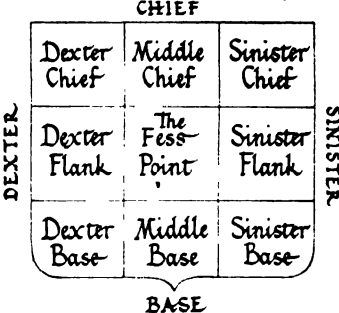 CHIEF
Dexter Chief
Middle Chief
Sinister Chief
DEXTER
Dexter Flank
The Fess Point
Sinister Flank
SINISTER
Dexter Base
Middle Base
Sinister Base
BASE